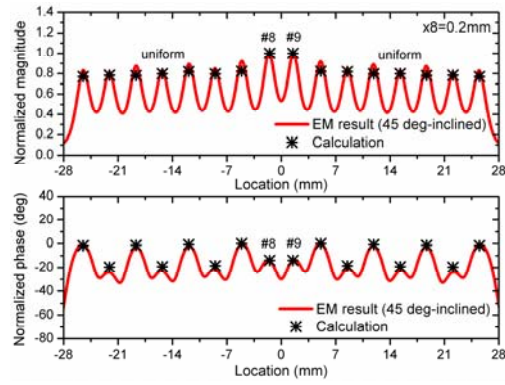 x8=0.2mm
#8 #9
uniform uniform
Normalized magnitude
1.4
1.2
1.0
0.8
0.6
0.4
0.2
0.0
EM result (45 deg-inclined)
Calculation
-28 -21 -14 -7 0 7 14 21 28
Location (mm)
Normalized phase (deg)
40
20
0
-20
-40
-60
-80
#8 #9
EM result (45 deg-inclined)
Calculation
-28 -21 -14 -7 0 7 14 21 28
Location (mm)